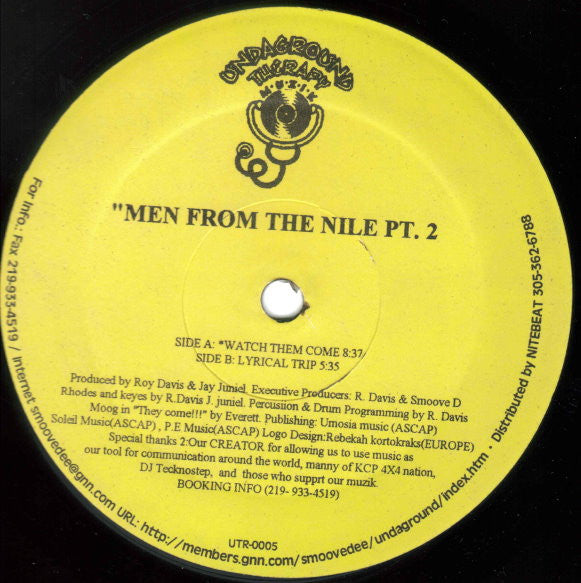 UNDAGROUND
THERAPY
M·U·Z·I·K
"MEN FROM THE NILE PT. 2
SIDE A: *WATCH THEM COME 8:37
SIDE B: LYRICAL TRIP 5:35
Produced by Roy Davis & Jay Juniel. Executive Producers: R. Davis & Smoove D
Rhodes and keyes by R.Davis J. juniel. Percusiion & Drum Programming by R. Davis
Moog in "They come!!!" by Everett. Publishing: Umosia music (ASCAP)
Soleil Music(ASCAP) , P.E Music(ASCAP) Logo Design:Rebekah kortokraks(EUROPE)
Special thanks 2:Our CREATOR for allowing us to use music as
our tool for communication around the world, manny of KCP 4X4 nation,
DJ Tecknostep, and those who supprt our muzik.
BOOKING INFO (219- 933-4519)
UTR-0005
For Info.: Fax 219-933-4519 / Internet smoovedee@gnn.com URL: http://members.gnn.com/smoovedee/undaground/index.htm · Distributed by NITEBEAT 305-362-6788